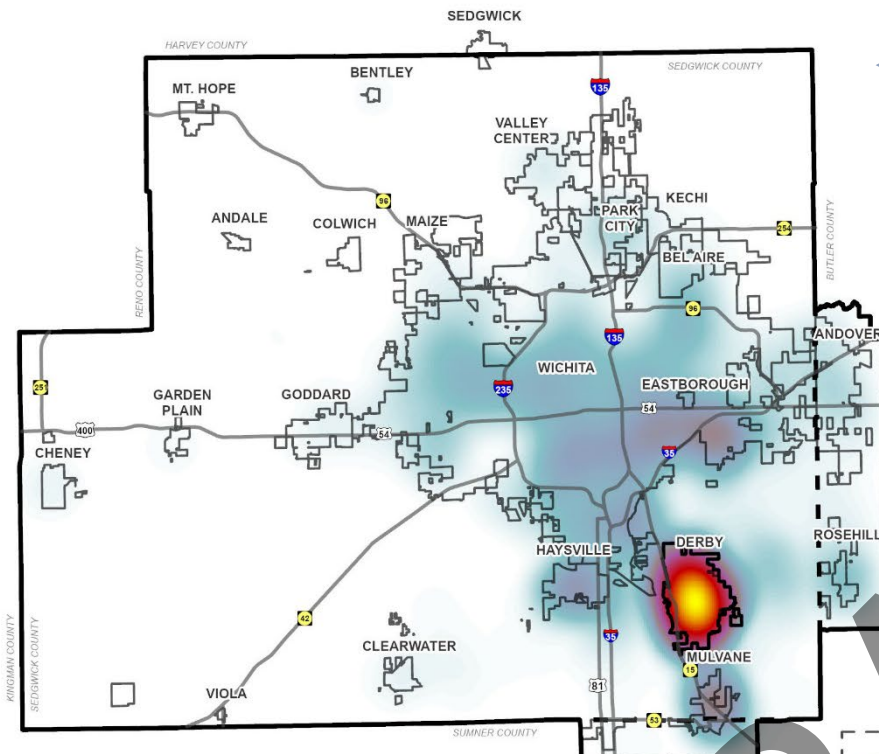 SEDGWICK
HARVEY COUNTY
SEDGWICK COUNTY
BENTLEY
MT. HOPE
135
VALLEY
CENTER
96
KECHI
PARK
CITY
ANDALE
COLWICH
MAIZE
254
BEL AIRE
BUTLER COUNTY
RENO COUNTY
96
ANDOVER
135
WICHITA
251
235
EASTBOROUGH
GARDEN
PLAIN
GODDARD
54
400
54
35
CHENEY
HAYSVILLE
DERBY
ROSEHILL
42
35
KINGMAN COUNTY
SEDGWICK COUNTY
CLEARWATER
MULVANE
15
81
VIOLA
53
SUMNER COUNTY